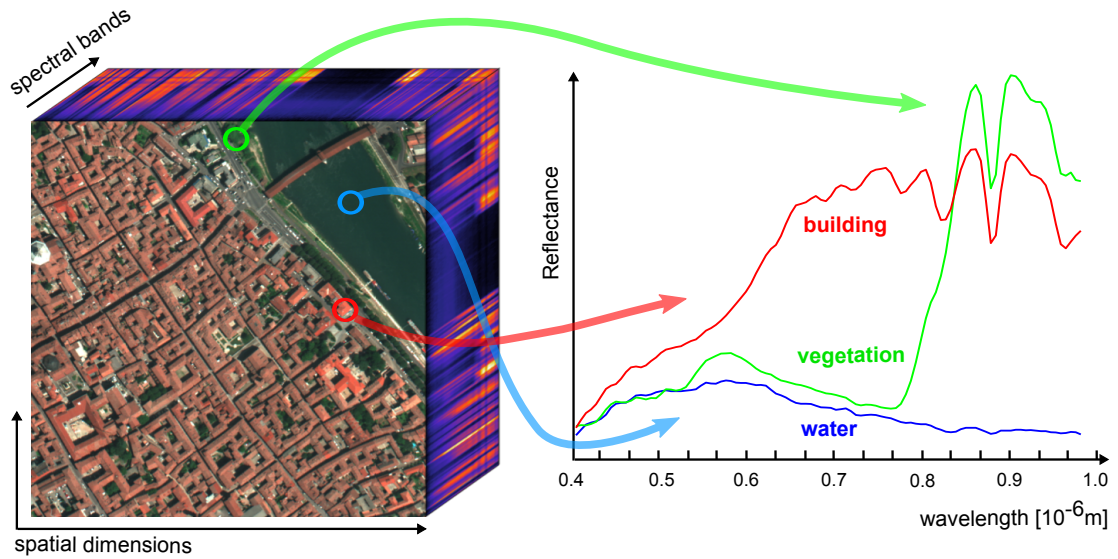 spectral bands
spatial dimensions
Reflectance
building
vegetation
water
0.4 0.5 0.6 0.7 0.8 0.9 1.0
wavelength [10⁻⁶m]